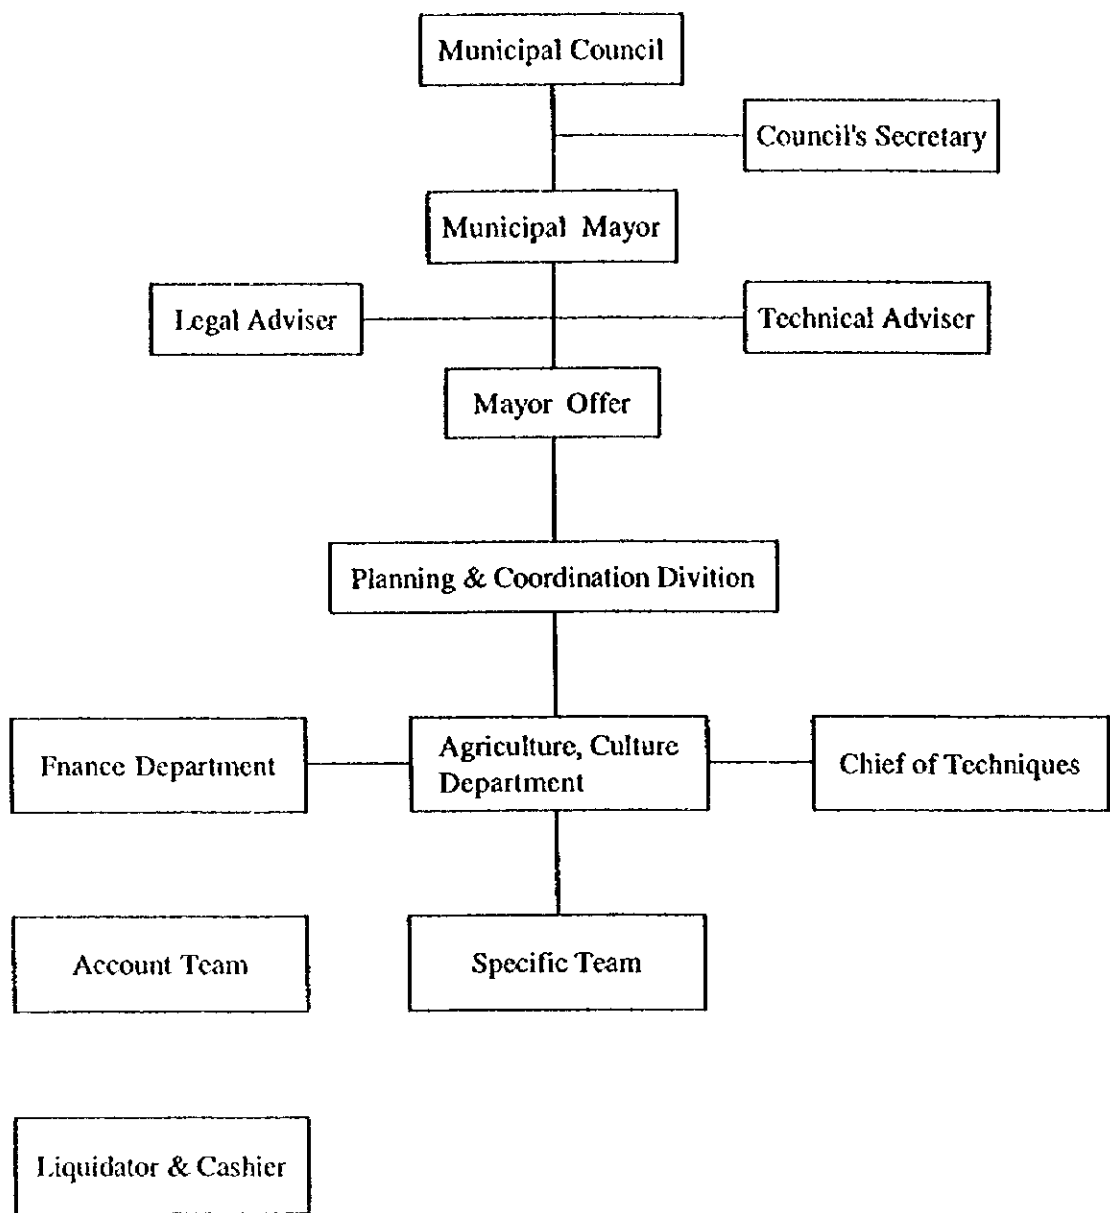 Municipal Council
Council's Secretary
Municipal Mayor
Legal Adviser
Technical Adviser
Mayor Offer
Planning & Coordination Divition
Fnance Department
Agriculture, Culture
Department
Chief of Techniques
Account Team
Specific Team
Liquidator & Cashier